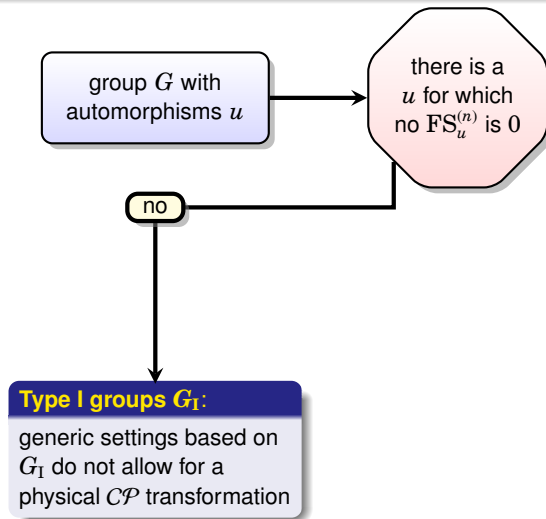 group G with
automorphisms u
there is a
u for which
no FS_u^(n) is 0
no
Type I groups G_I:
generic settings based on
G_I do not allow for a
physical CP transformation